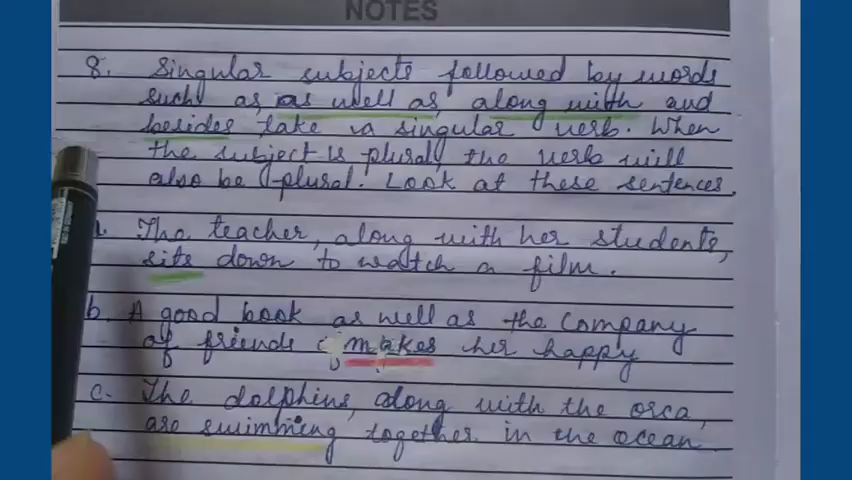 NOTES
8. Singular subjects followed by words
such as, as well as, along with and
besides take a singular verb. When
the subject is plural, the verb will
also be plural. Look at these sentences.
The teacher, along with her students,
sits down to watch a film.
b. A good book as well as the company
of friends makes her happy
c. The dolphins, along with the orca,
are swimming together in the ocean.